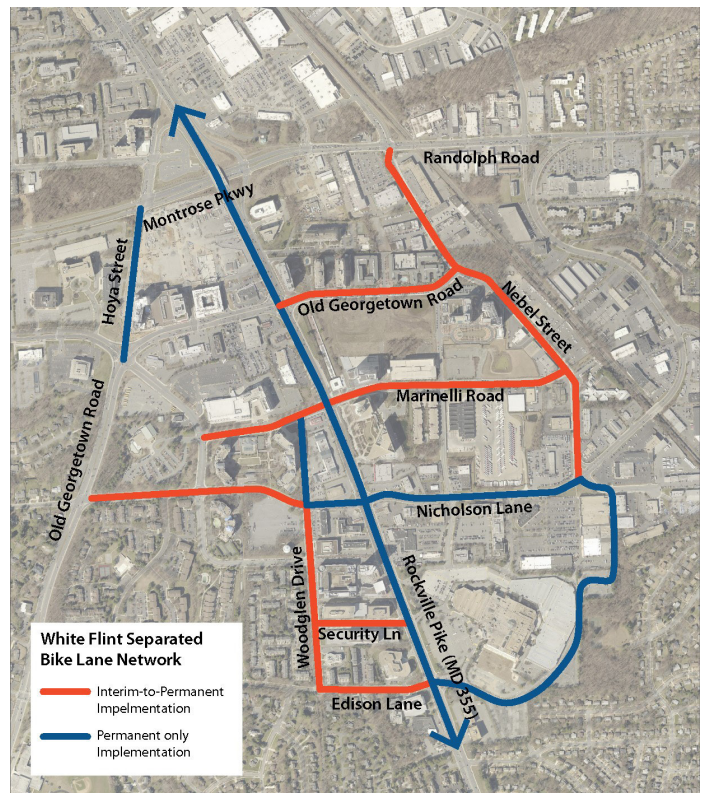 Randolph Road
Montrose Pkwy
Hoya Street
Old Georgetown Road
Nebel Street
Marinelli Road
Old Georgetown Road
Nicholson Lane
Woodglen Drive
Rockville Pike (MD 355)
Security Ln
Edison Lane
White Flint Separated
Bike Lane Network
Interim-to-Permanent
Impelmentation
Permanent only
Implementation